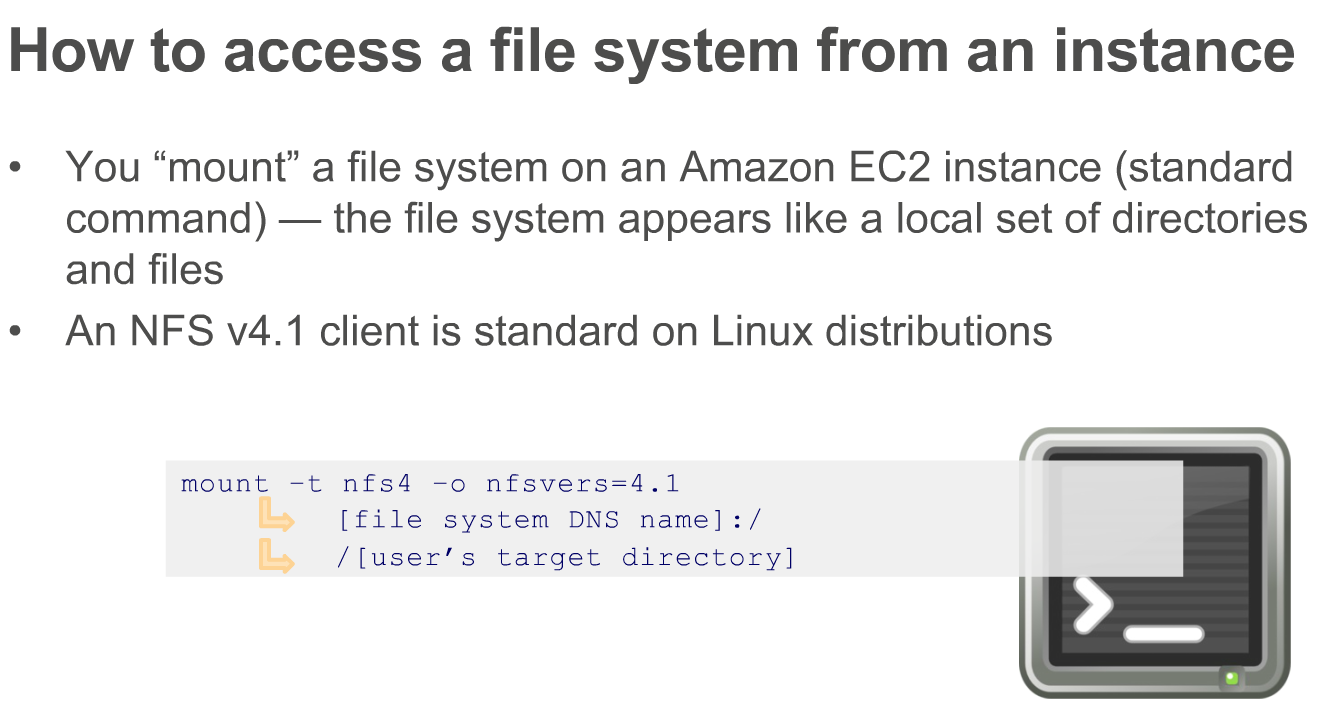 How to access a file system from an instance
• You “mount” a file system on an Amazon EC2 instance (standard
command) — the file system appears like a local set of directories
and files
• An NFS v4.1 client is standard on Linux distributions
mount –t nfs4 –o nfsvers=4.1
[file system DNS name]:/
/[user’s target directory]